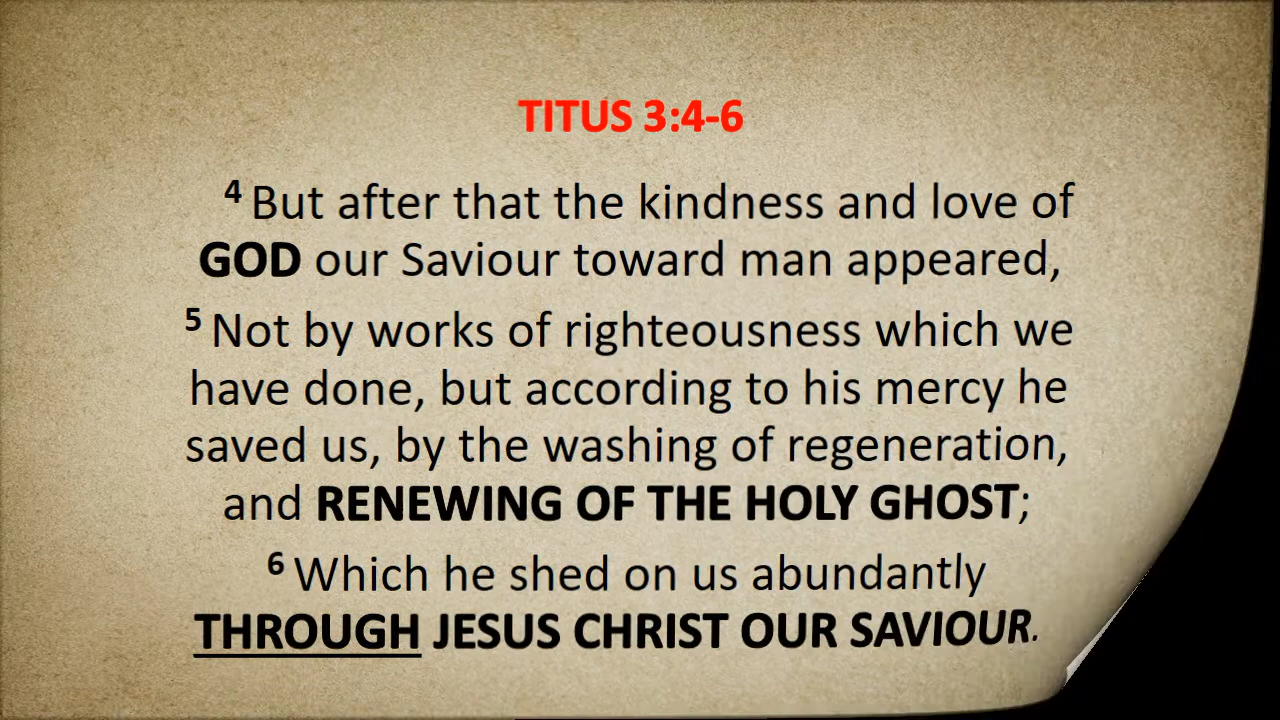 TITUS 3:4-6
4 But after that the kindness and love of
GOD our Saviour toward man appeared,
5 Not by works of righteousness which we
have done, but according to his mercy he
saved us, by the washing of regeneration,
and RENEWING OF THE HOLY GHOST;
6 Which he shed on us abundantly
THROUGH JESUS CHRIST OUR SAVIOUR.